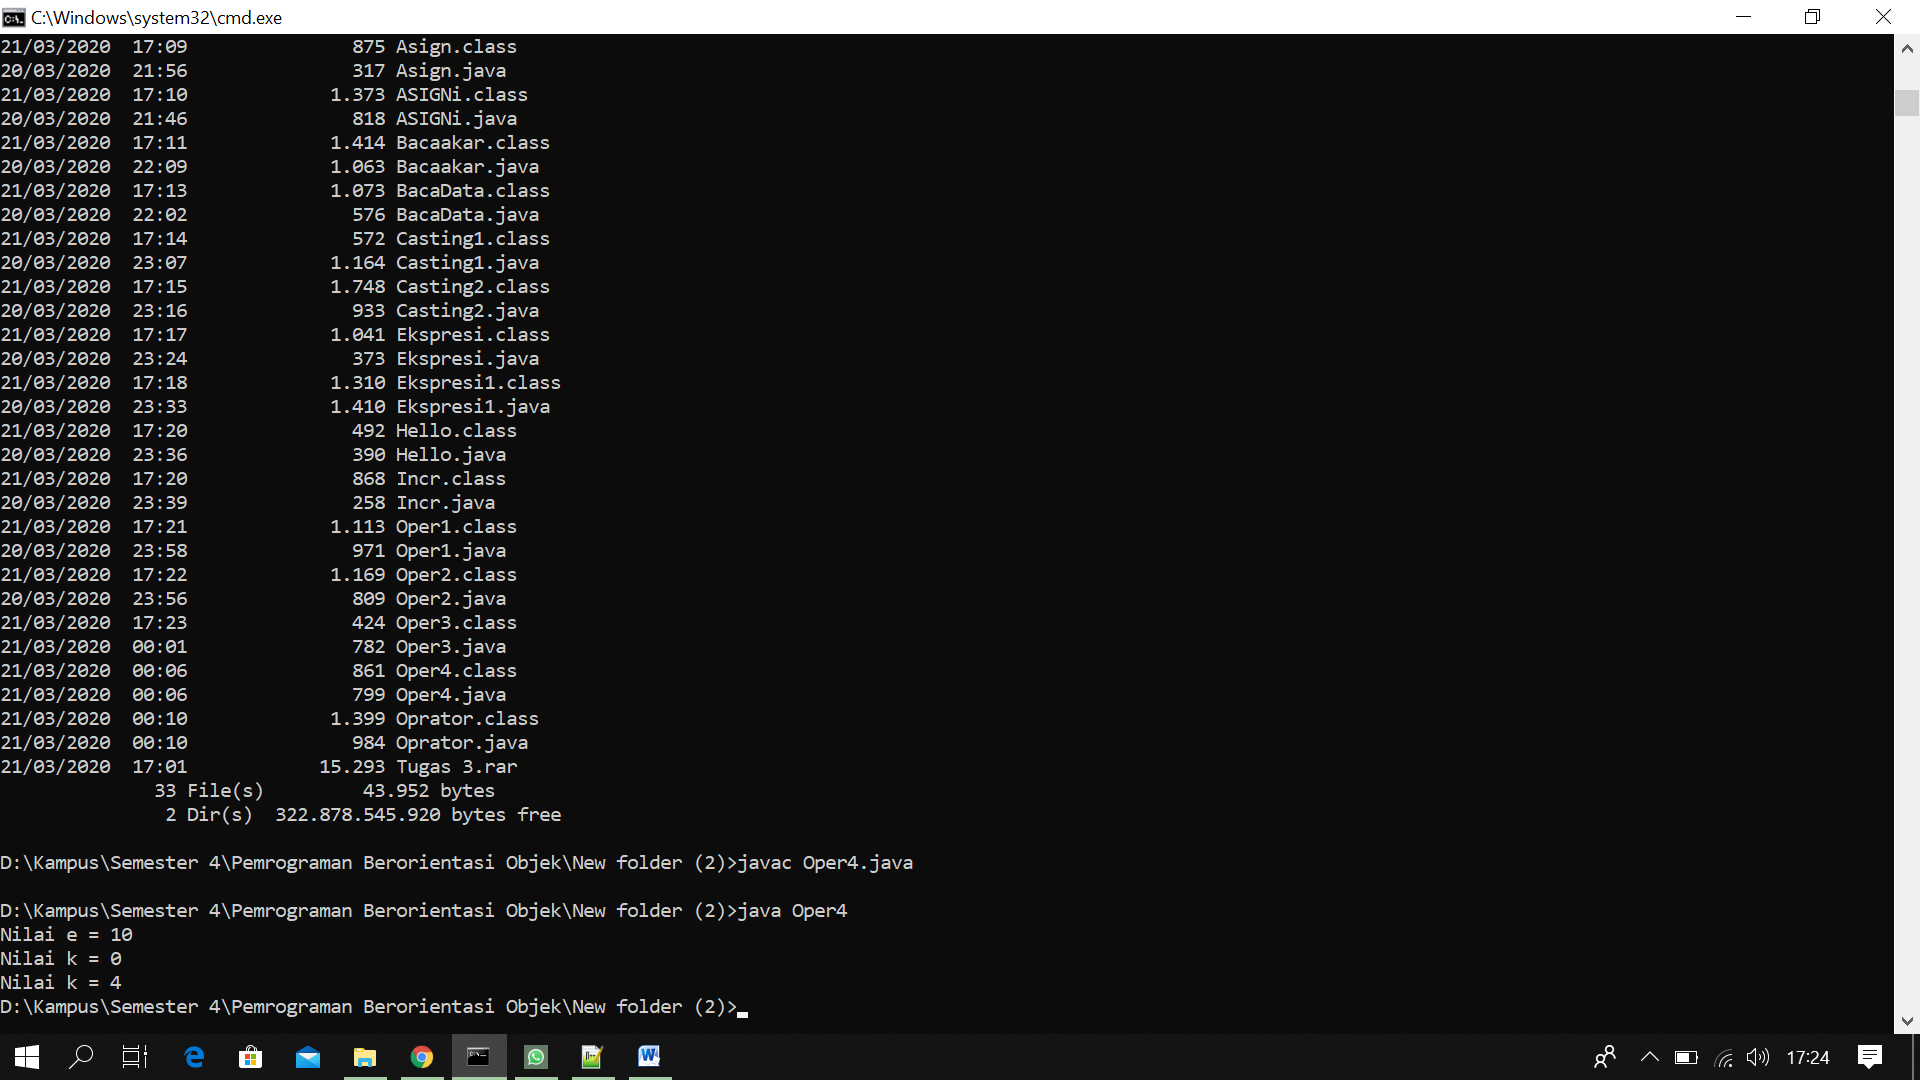 C:\Windows\system32\cmd.exe
21/03/2020  17:09               875 Asign.class
20/03/2020  21:56               317 Asign.java
21/03/2020  17:10             1.373 ASIGNi.class
20/03/2020  21:46               818 ASIGNi.java
21/03/2020  17:11             1.414 Bacaakar.class
20/03/2020  22:09             1.063 Bacaakar.java
21/03/2020  17:13             1.073 BacaData.class
20/03/2020  22:02               576 BacaData.java
21/03/2020  17:14               572 Casting1.class
20/03/2020  23:07             1.164 Casting1.java
21/03/2020  17:15             1.748 Casting2.class
20/03/2020  23:16               933 Casting2.java
21/03/2020  17:17             1.041 Ekspresi.class
20/03/2020  23:24               373 Ekspresi.java
21/03/2020  17:18             1.310 Ekspresi1.class
20/03/2020  23:33             1.410 Ekspresi1.java
21/03/2020  17:20               492 Hello.class
20/03/2020  23:36               390 Hello.java
21/03/2020  17:20               868 Incr.class
20/03/2020  23:39               258 Incr.java
21/03/2020  17:21             1.113 Oper1.class
20/03/2020  23:58               971 Oper1.java
21/03/2020  17:22             1.169 Oper2.class
20/03/2020  23:56               809 Oper2.java
21/03/2020  17:23               424 Oper3.class
21/03/2020  00:01               782 Oper3.java
21/03/2020  00:06               861 Oper4.class
21/03/2020  00:06               799 Oper4.java
21/03/2020  00:10             1.399 Oprator.class
21/03/2020  00:10               984 Oprator.java
21/03/2020  17:01            15.293 Tugas 3.rar
33 File(s)         43.952 bytes
2 Dir(s)  322.878.545.920 bytes free
D:\Kampus\Semester 4\Pemrograman Berorientasi Objek\New folder (2)>javac Oper4.java
D:\Kampus\Semester 4\Pemrograman Berorientasi Objek\New folder (2)>java Oper4
Nilai e = 10
Nilai k = 0
Nilai k = 4
D:\Kampus\Semester 4\Pemrograman Berorientasi Objek\New folder (2)>
17:24